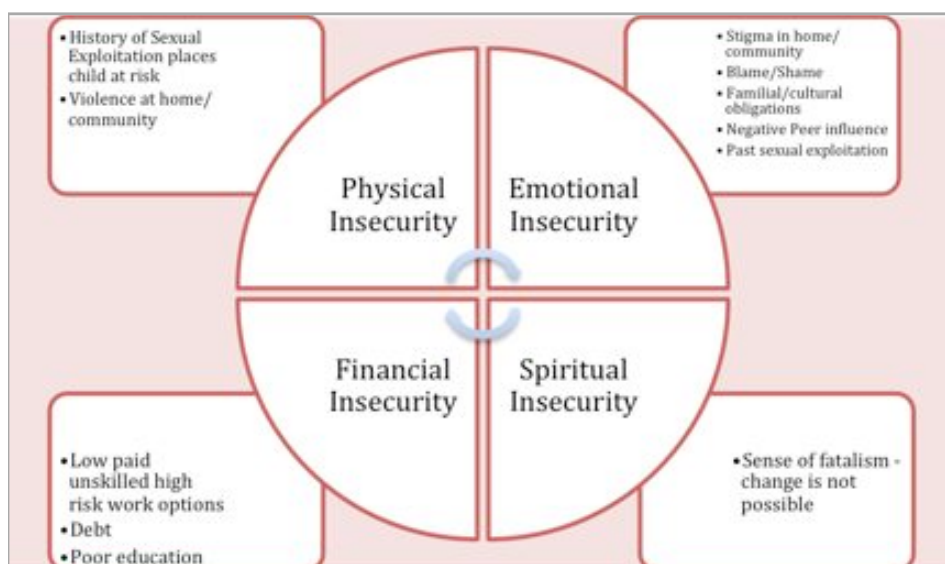 • History of Sexual
Exploitation places
child at risk
• Violence at home/
community
• Stigma in home/
community
• Blame/Shame
• Familial/cultural
obligations
• Negative Peer influence
• Past sexual exploitation
Physical
Insecurity
Emotional
Insecurity
Financial
Insecurity
Spiritual
Insecurity
• Low paid
unskilled high
risk work options
• Debt
• Poor education
• Sense of fatalism -
change is not
possible